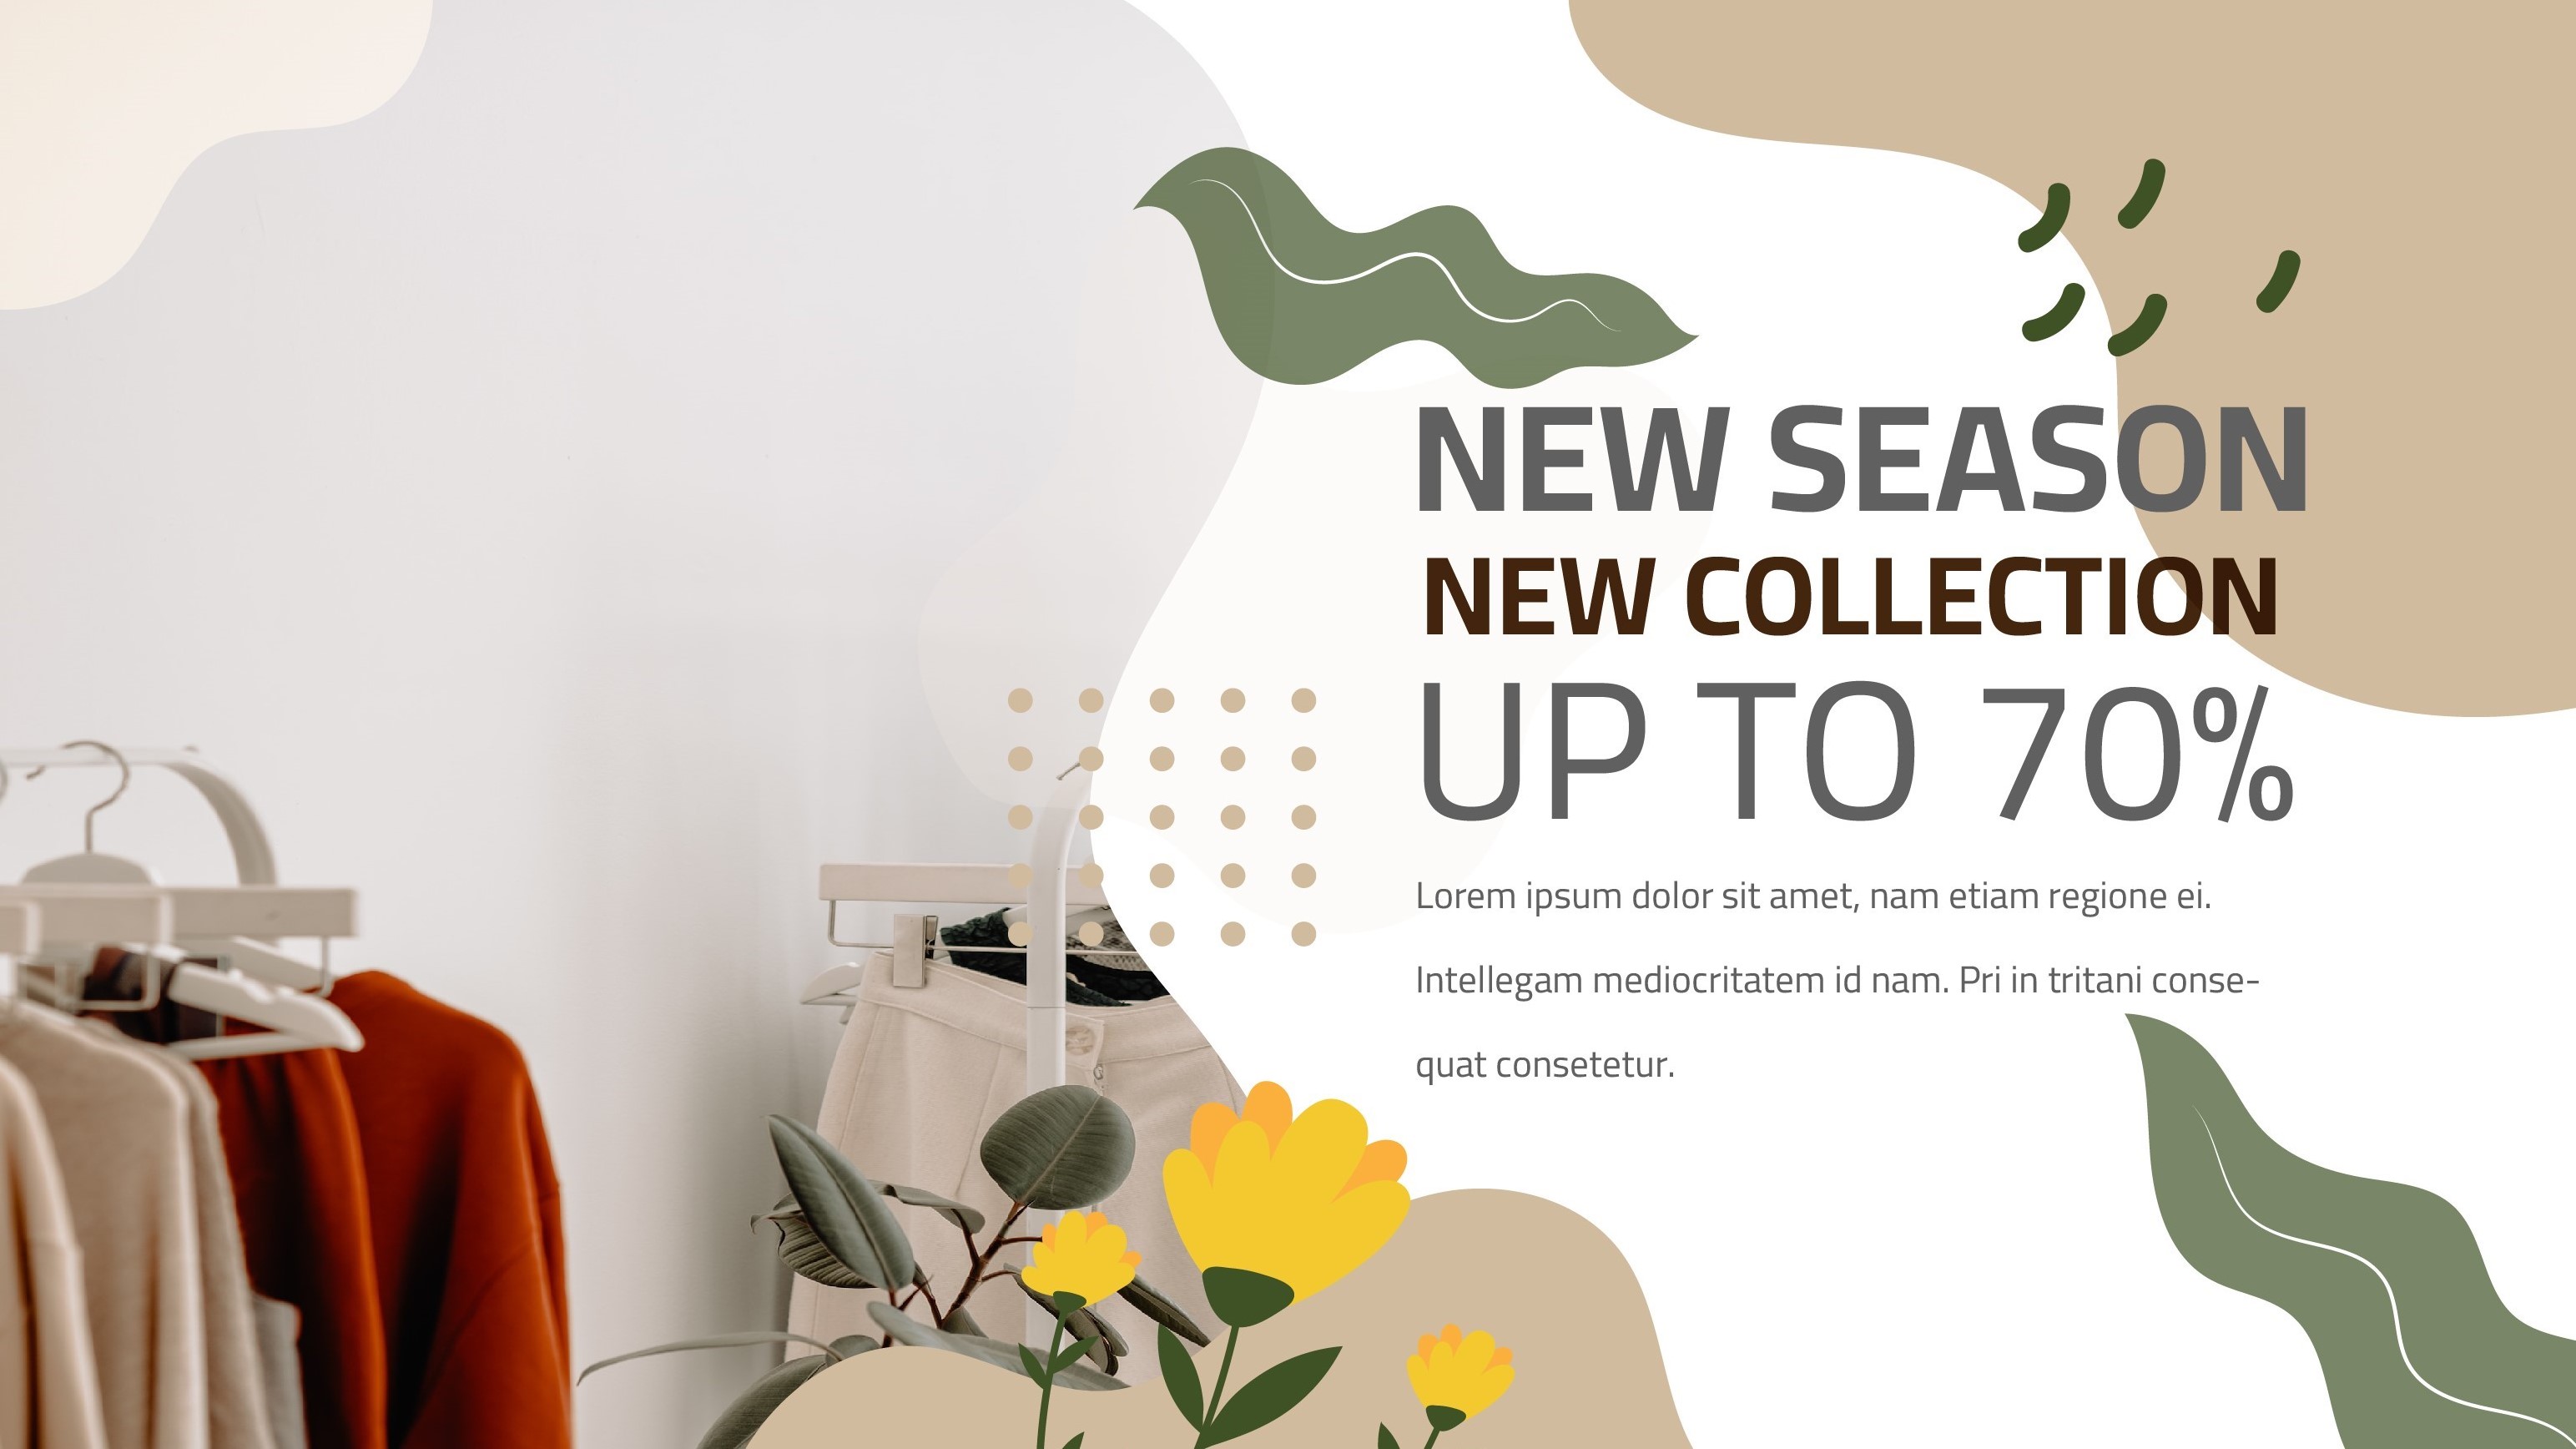 NEW SEASON
NEW COLLECTION
UP TO 70%
Lorem ipsum dolor sit amet, nam etiam regione ei.
Intellegam mediocritatem id nam. Pri in tritani conse-
quat consetetur.